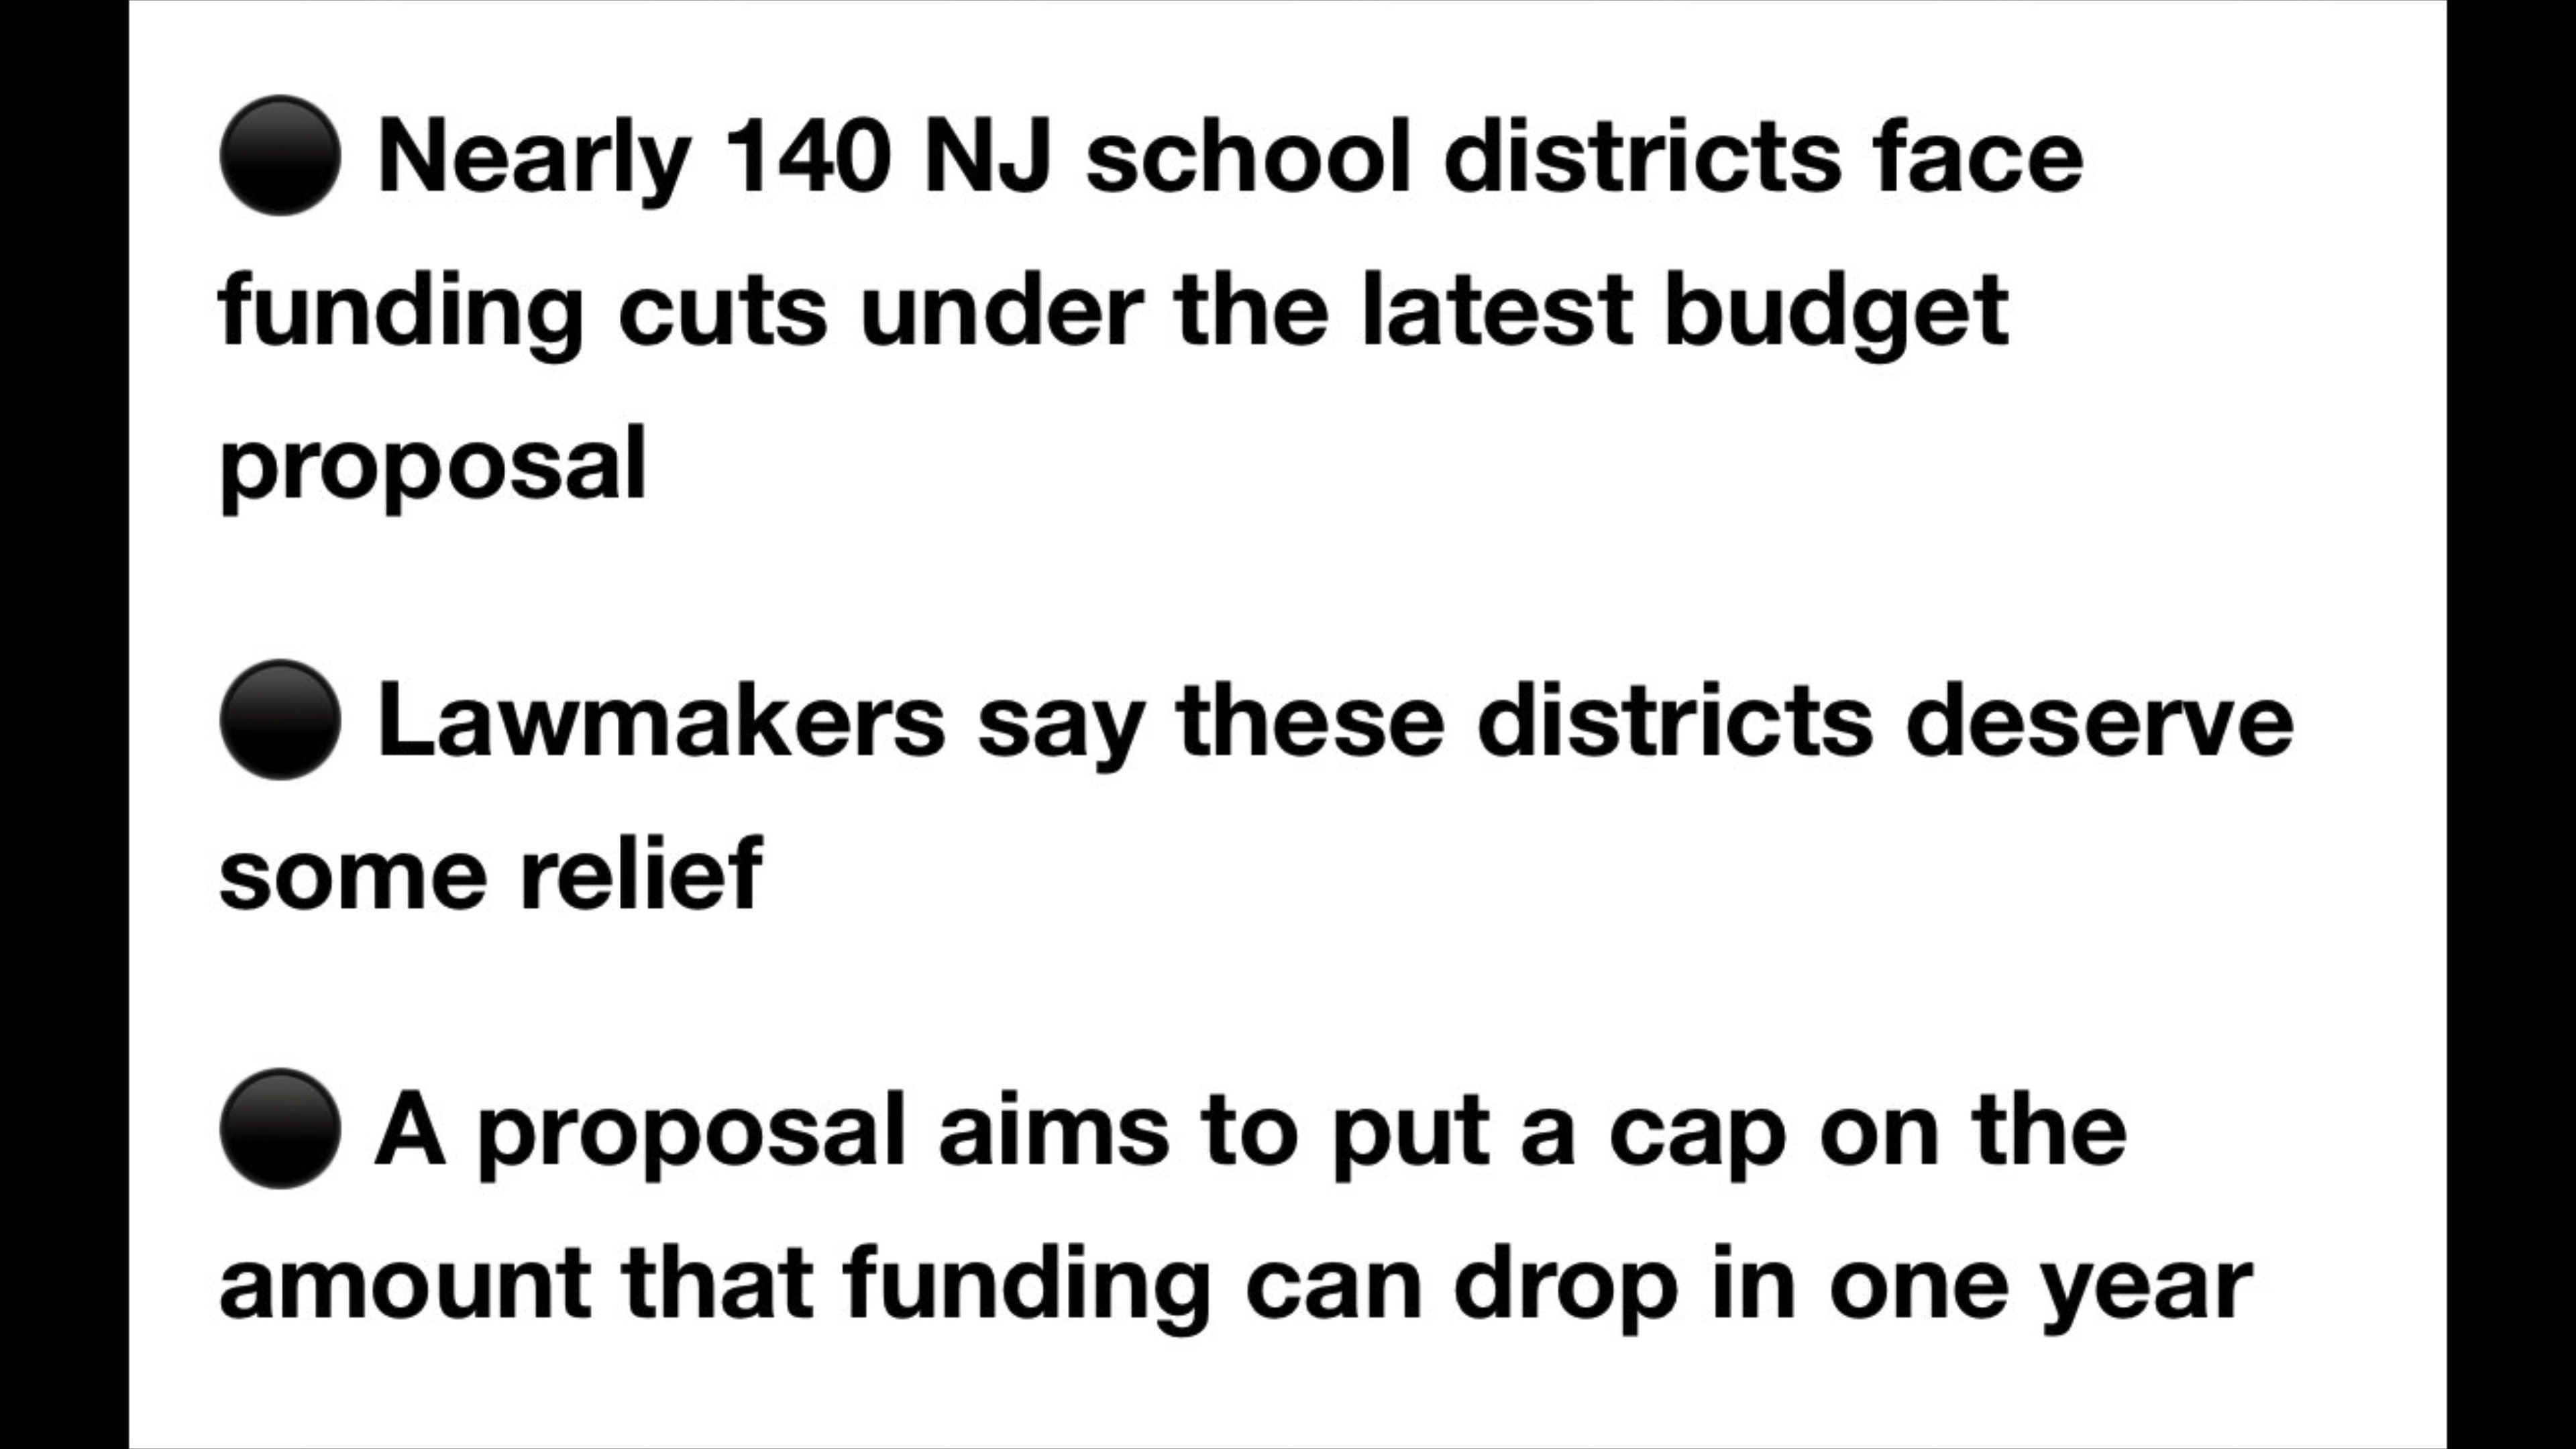 ⚫ Nearly 140 NJ school districts face
funding cuts under the latest budget
proposal
⚫ Lawmakers say these districts deserve
some relief
⚫ A proposal aims to put a cap on the
amount that funding can drop in one year